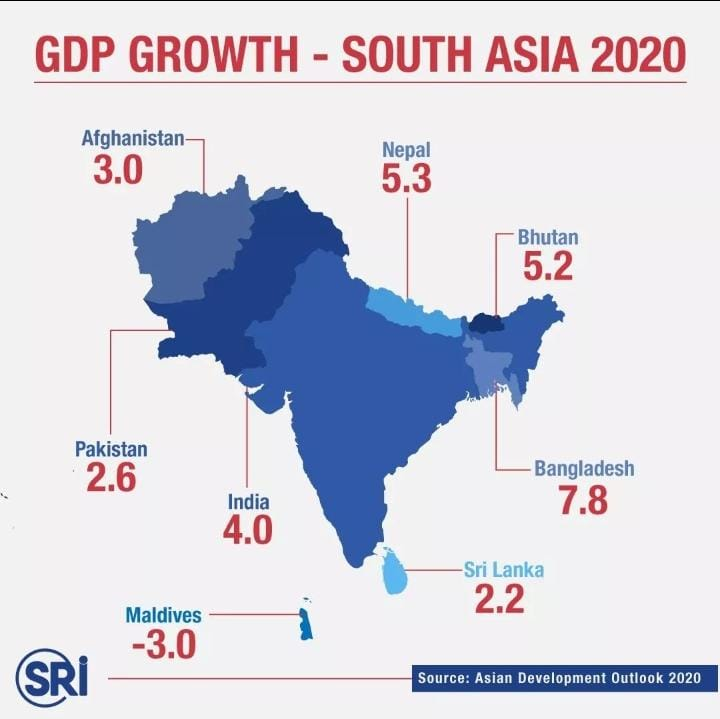 GDP GROWTH - SOUTH ASIA 2020
Afghanistan
3.0
Nepal
5.3
Bhutan
5.2
Pakistan
2.6
India
4.0
Bangladesh
7.8
Sri Lanka
2.2
Maldives
-3.0
SRi
Source: Asian Development Outlook 2020